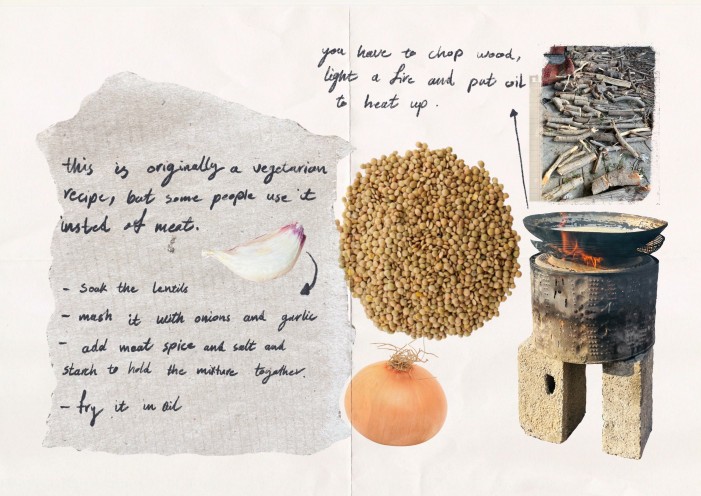 you have to chop wood,
light a fire and put oil
to heat up.
this is originally a vegetarian
recipe, but some people use it
insted of meat.
- Soak the lentils
- mash it with onions and garlic
- add meat spice and salt and
starch to hold the mixture together.
- fry it in oil